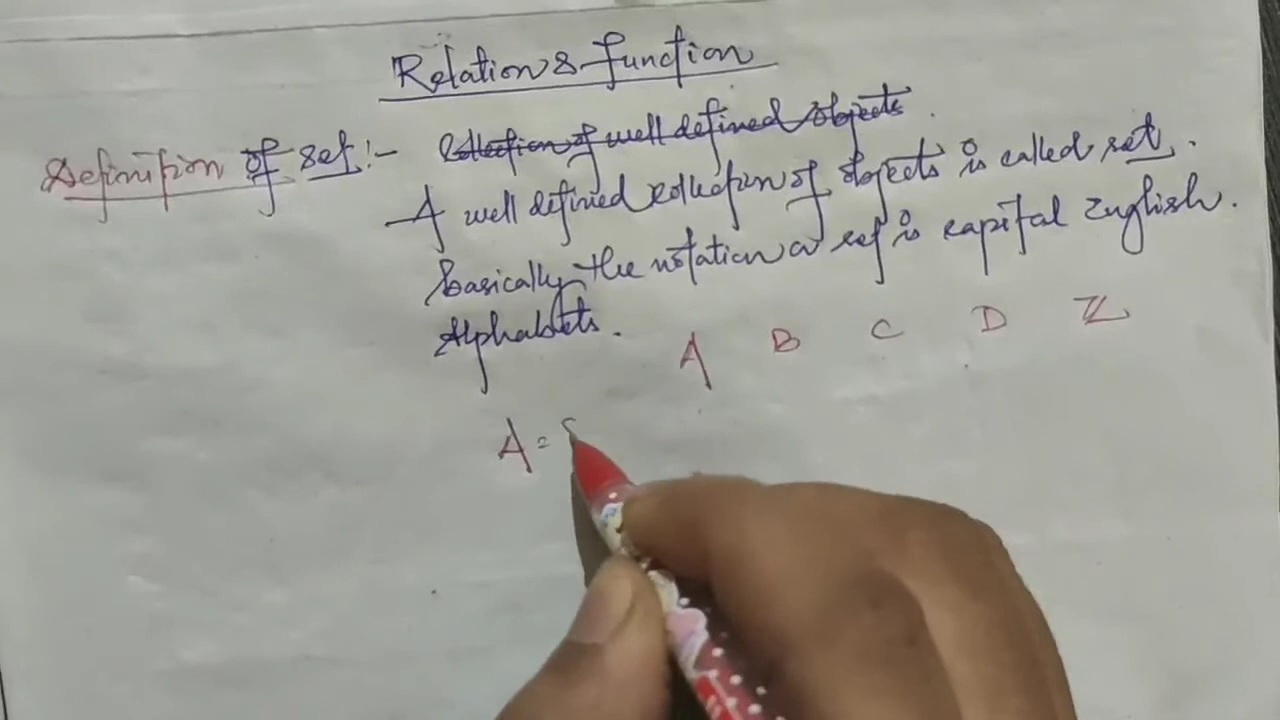 Relation & function
Definition of set:- Collection of well defined objects.
A well defined collection of objects is called set.
basically the notation a set is capital English
Alphabets.
A B C D Z
A = {